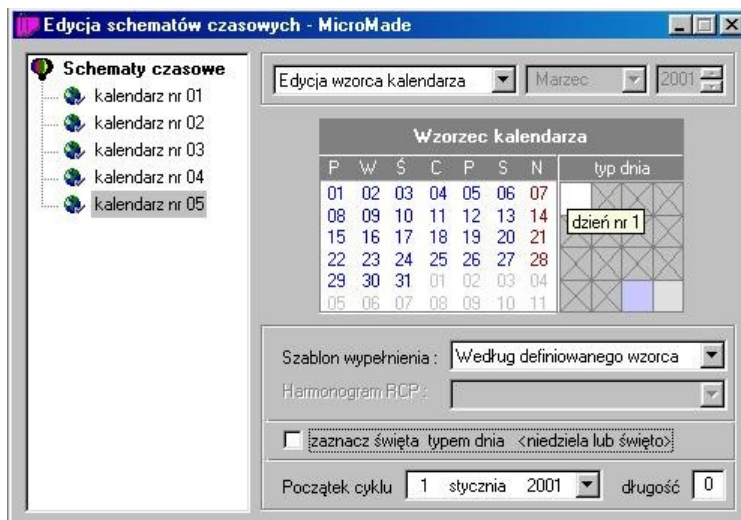 Edycja schematów czasowych - MicroMade
Schematy czasowe
kalendarz nr 01
kalendarz nr 02
kalendarz nr 03
kalendarz nr 04
kalendarz nr 05
Edycja wzorca kalendarza Marzec 2001
Wzorzec kalendarza
P W Ś C P S N typ dnia
01 02 03 04 05 06 07
08 09 10 11 12 13 14
dzień nr 1
15 16 17 18 19 20 21
22 23 24 25 26 27 28
29 30 31 01 02 03 04
05 06 07 08 09 10 11
Szablon wypełnienia : Według definiowanego wzorca
Harmonogram RCP :
zaznacz święta typem dnia <niedziela lub święto>
Początek cyklu 1 stycznia 2001 długość 0